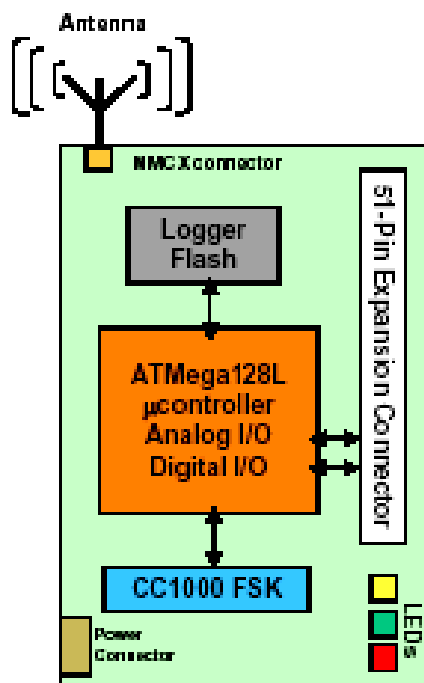 Antenna
MMCX connector
Logger
Flash
51-Pin Expansion Connector
ATMega128L
µcontroller
Analog I/O
Digital I/O
CC1000 FSK
LEDs
Power
Connector